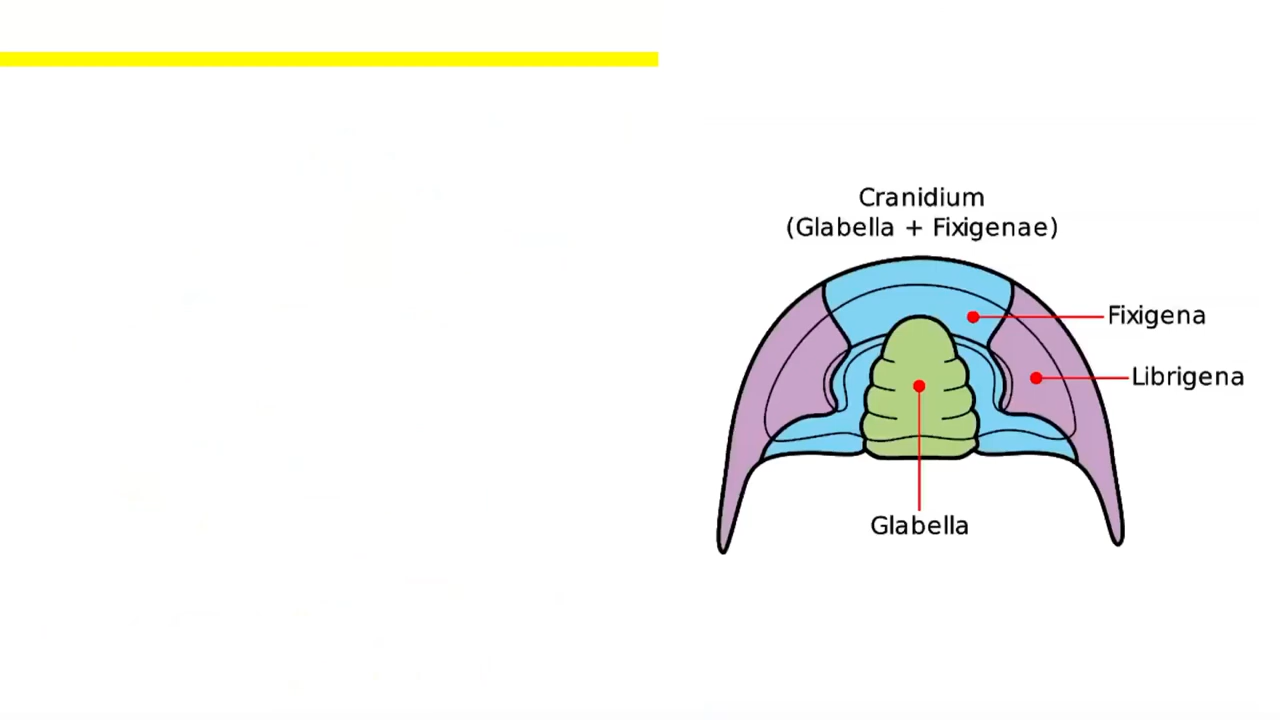 Cranidium
(Glabella + Fixigenae)
Fixigena
Librigena
Glabella